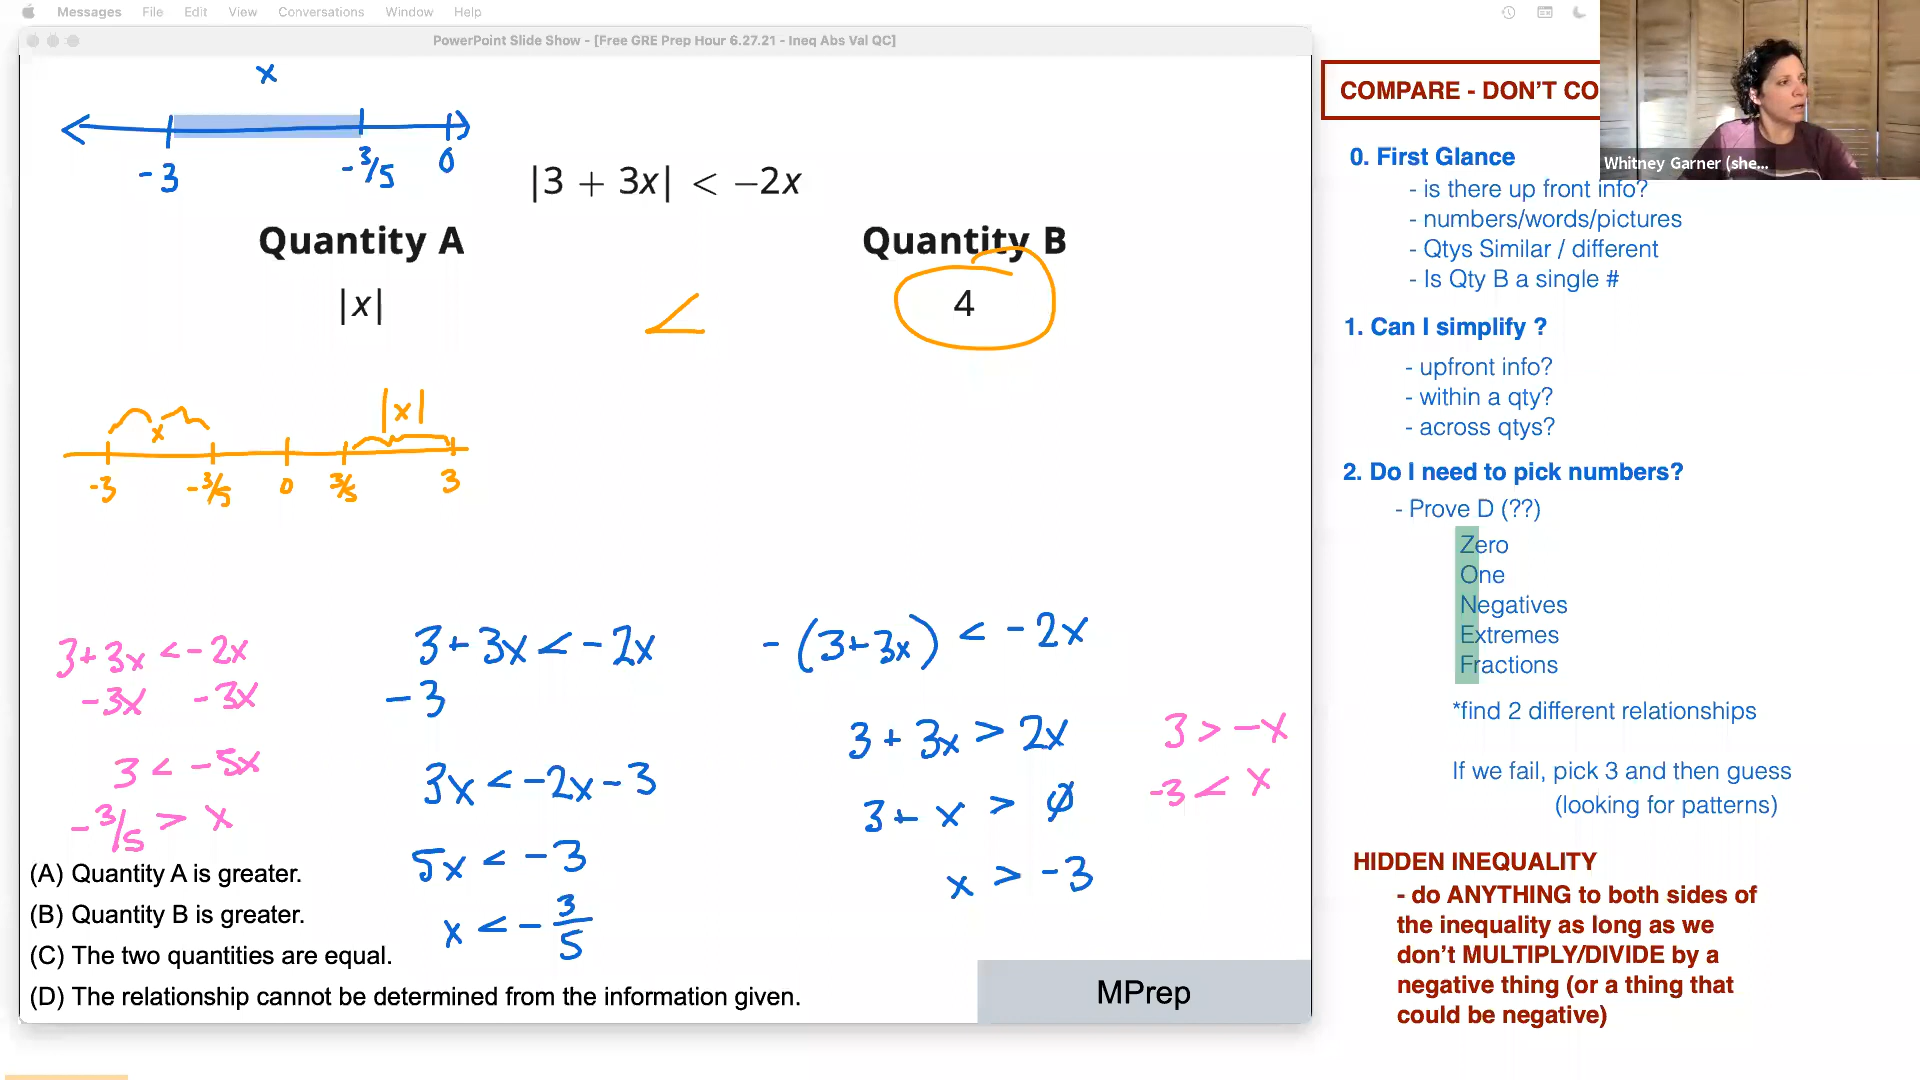 Messages File Edit View Conversations Window Help
PowerPoint Slide Show - [Free GRE Prep Hour 6.27.21 - Ineq Abs Val QC]
x
-3 -3/5 0
|3 + 3x| < −2x
Quantity A Quantity B
|x| < 4
x |x|
-3 -3/5 0 3/5 3
3+3x < -2x
-3x -3x
3 < -5x
-3/5 > x
3+3x < -2x
-3
3x < -2x-3
5x < -3
x < -3/5
-(3+3x) < -2x
3+3x > 2x
3+x > 0
x > -3
3 > -x
-3 < x
(A) Quantity A is greater.
(B) Quantity B is greater.
(C) The two quantities are equal.
(D) The relationship cannot be determined from the information given.
MPrep
COMPARE - DON'T CO
Whitney Garner (she...
0. First Glance
- is there up front info?
- numbers/words/pictures
- Qtys Similar / different
- Is Qty B a single #
1. Can I simplify ?
- upfront info?
- within a qty?
- across qtys?
2. Do I need to pick numbers?
- Prove D (??)
Zero
One
Negatives
Extremes
Fractions
*find 2 different relationships
If we fail, pick 3 and then guess
(looking for patterns)
HIDDEN INEQUALITY
- do ANYTHING to both sides of
the inequality as long as we
don't MULTIPLY/DIVIDE by a
negative thing (or a thing that
could be negative)